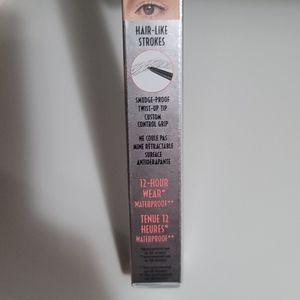 HAIR-LIKE
STROKES
SMUDGE-PROOF
TWIST-UP TIP
CUSTOM
CONTROL GRIP
NE COULE PAS
MINE RÉTRACTABLE
SURFACE
ANTIDÉRAPANTE
12-HOUR
WEAR*
WATERPROOF**
TENUE 12
HEURES*
WATERPROOF**